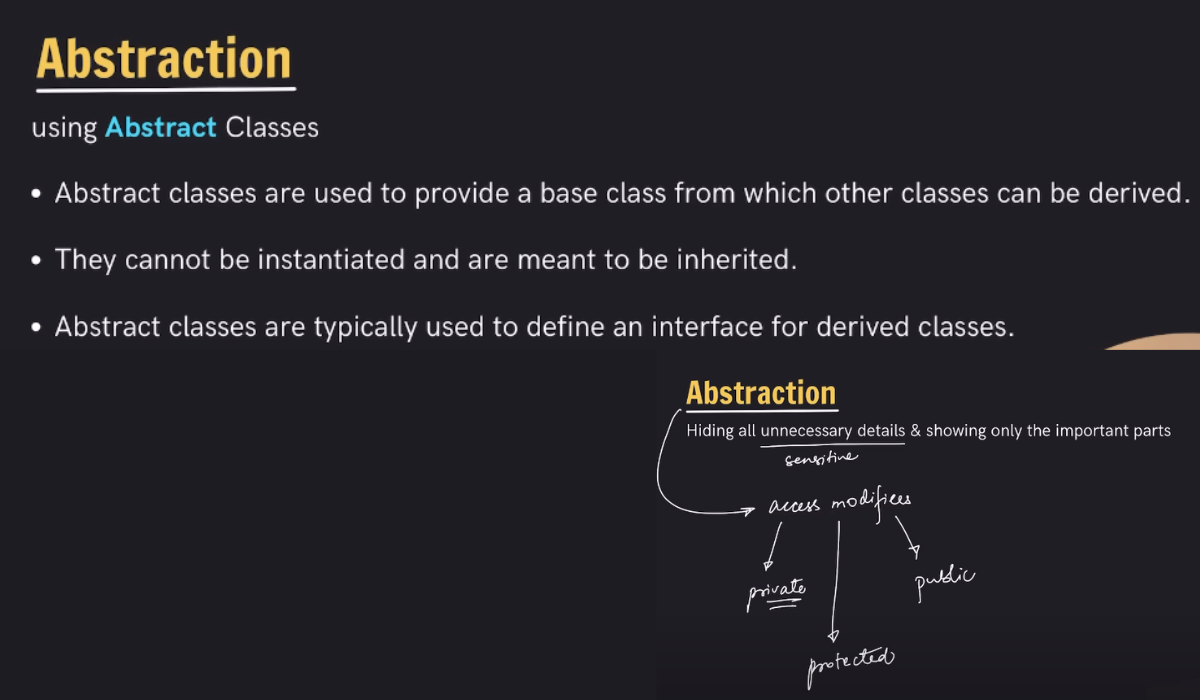 Abstraction
using Abstract Classes
• Abstract classes are used to provide a base class from which other classes can be derived.
• They cannot be instantiated and are meant to be inherited.
• Abstract classes are typically used to define an interface for derived classes.
Abstraction
Hiding all unnecessary details & showing only the important parts
sensitive
access modifiers
private
public
protected